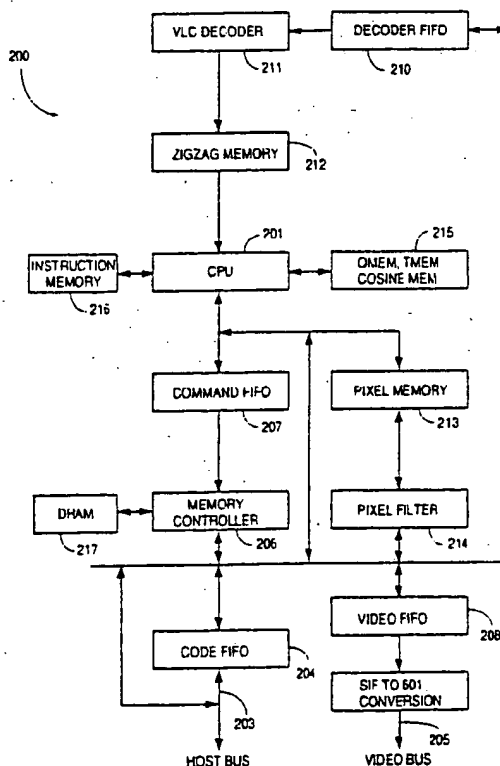 VLC DECODER
DECODER FIFO
200
211
210
ZIGZAG MEMORY
212
201
215
INSTRUCTION
MEMORY
CPU
QMEM, TMEM
COSINE MEM
216
COMMAND FIFO
PIXEL MEMORY
207
213
DRAM
MEMORY
CONTROLLER
PIXEL FILTER
217
206
214
CODE FIFO
VIDEO FIFO
204
208
203
SIF TO 601
CONVERSION
205
HOST BUS
VIDEO BUS